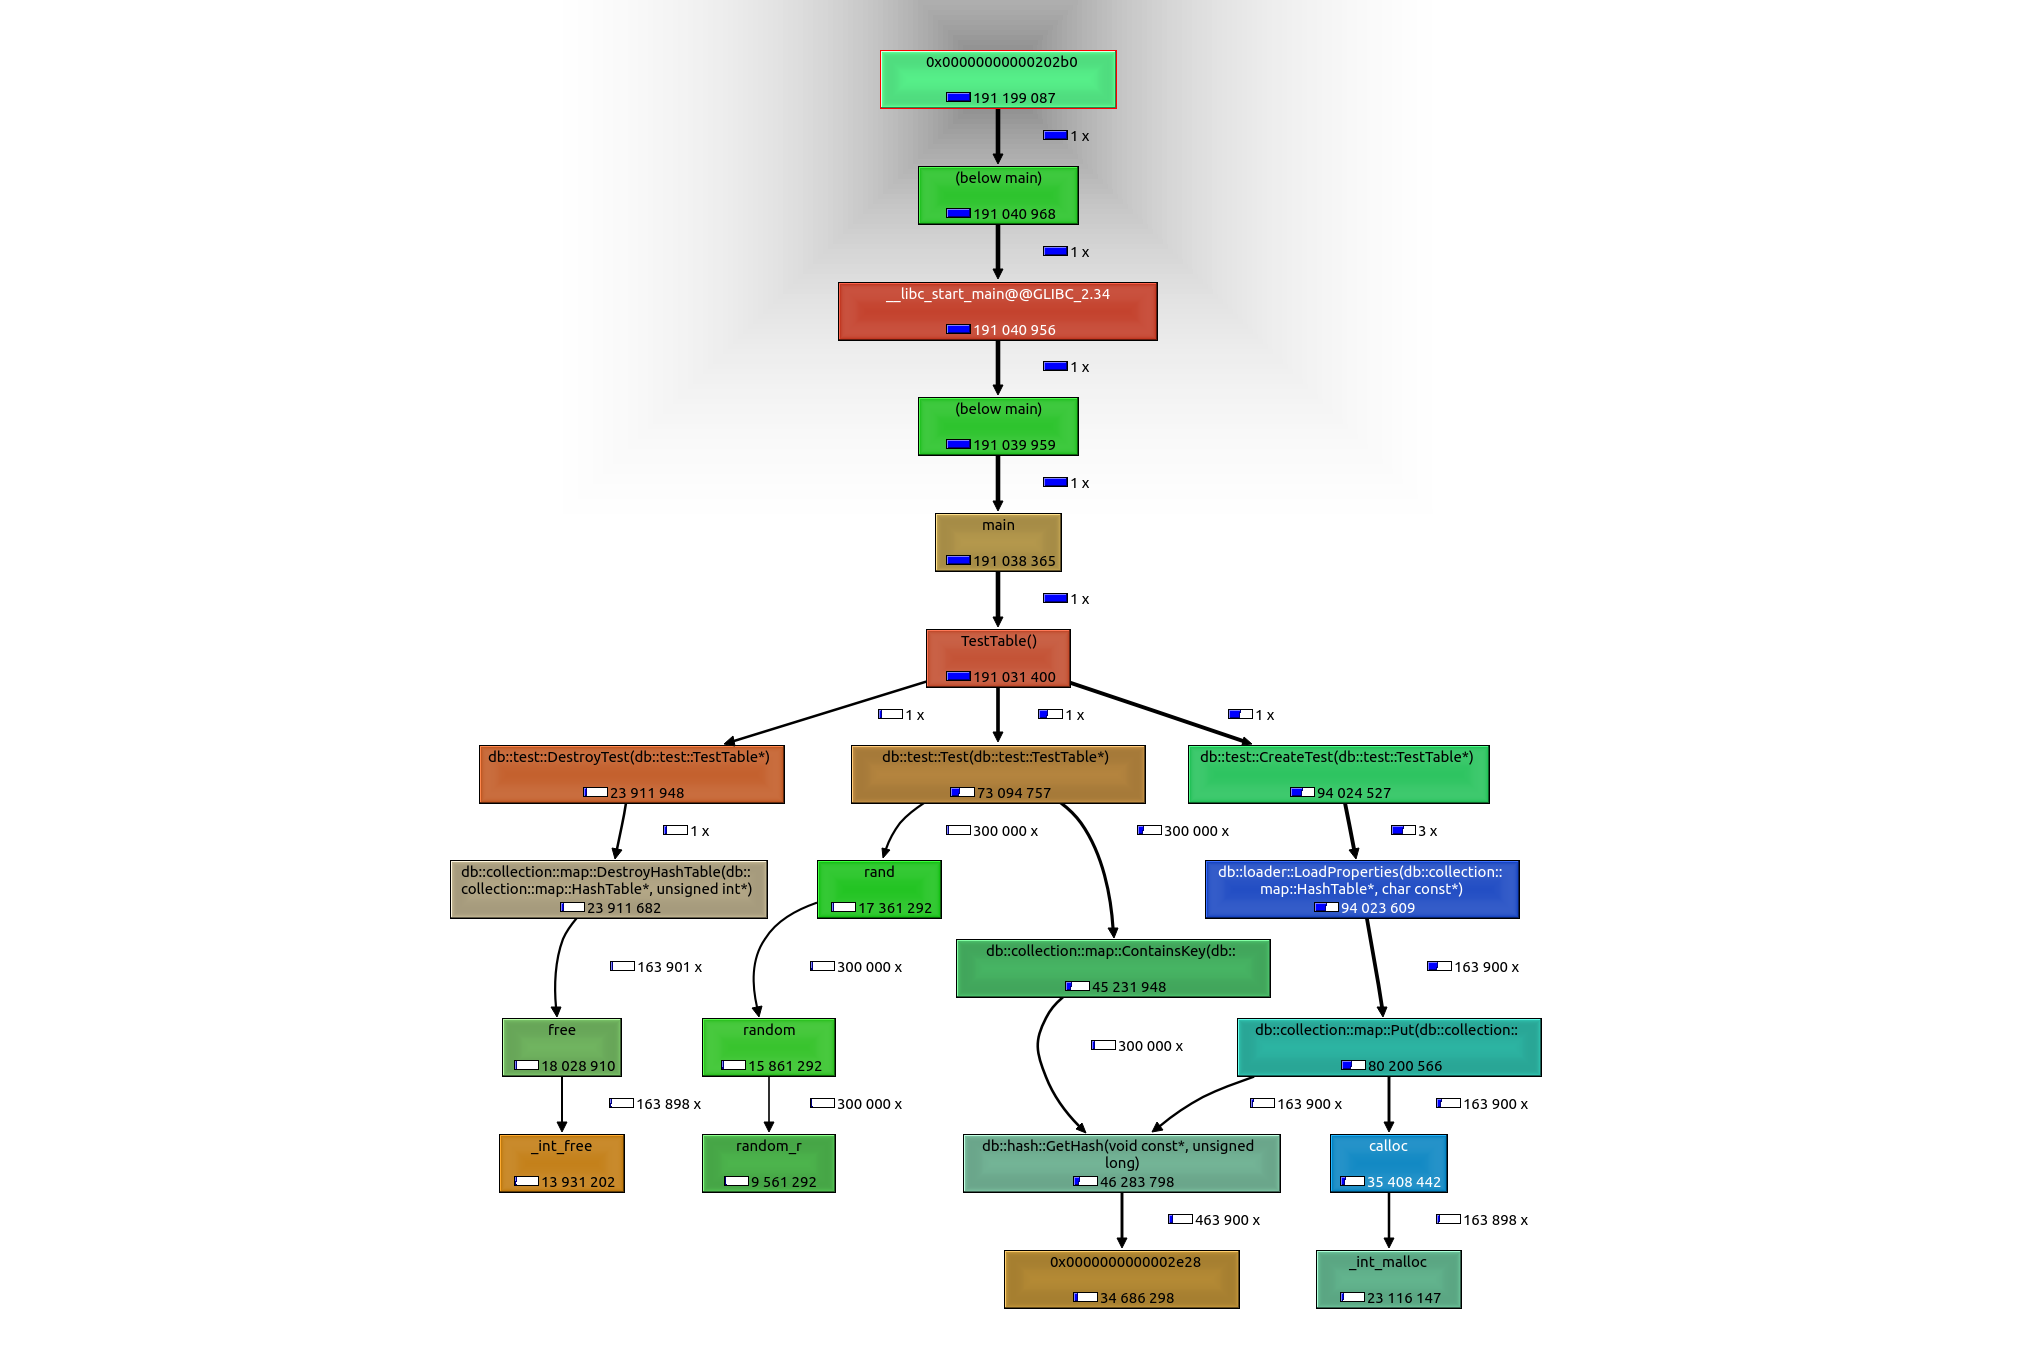 0x00000000000202b0
191 199 087
1 x
(below main)
191 040 968
1 x
__libc_start_main@@GLIBC_2.34
191 040 956
1 x
(below main)
191 039 959
1 x
main
191 038 365
1 x
TestTable()
191 031 400
1 x
1 x
1 x
db::test::DestroyTest(db::test::TestTable*)
23 911 948
db::test::Test(db::test::TestTable*)
73 094 757
db::test::CreateTest(db::test::TestTable*)
94 024 527
1 x
300 000 x
300 000 x
3 x
db::collection::map::DestroyHashTable(db::
collection::map::HashTable*, unsigned int*)
23 911 682
rand
17 361 292
db::loader::LoadProperties(db::collection::
map::HashTable*, char const*)
94 023 609
db::collection::map::ContainsKey(db::
45 231 948
163 901 x
300 000 x
163 900 x
free
18 028 910
random
15 861 292
300 000 x
db::collection::map::Put(db::collection::
80 200 566
163 898 x
300 000 x
163 900 x
163 900 x
_int_free
13 931 202
random_r
9 561 292
db::hash::GetHash(void const*, unsigned
long)
46 283 798
calloc
35 408 442
463 900 x
163 898 x
0x0000000000002e28
34 686 298
_int_malloc
23 116 147